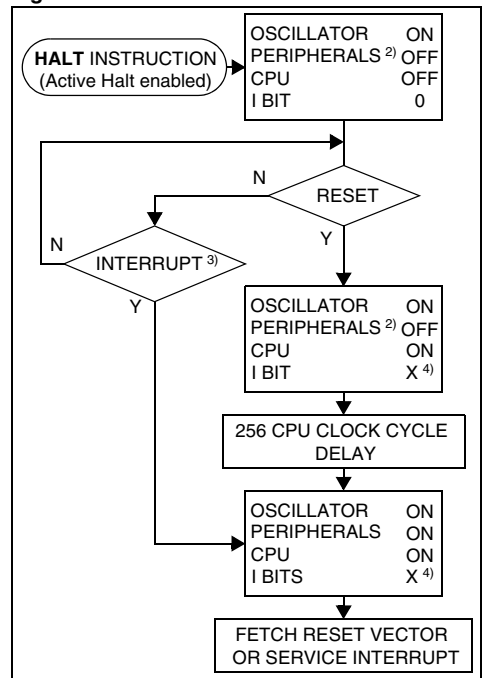 HALT INSTRUCTION
(Active Halt enabled)
OSCILLATOR ON
PERIPHERALS 2) OFF
CPU OFF
I BIT 0
N
RESET
Y
N
INTERRUPT 3)
Y
OSCILLATOR ON
PERIPHERALS 2) OFF
CPU ON
I BIT X 4)
256 CPU CLOCK CYCLE
DELAY
OSCILLATOR ON
PERIPHERALS ON
CPU ON
I BITS X 4)
FETCH RESET VECTOR
OR SERVICE INTERRUPT